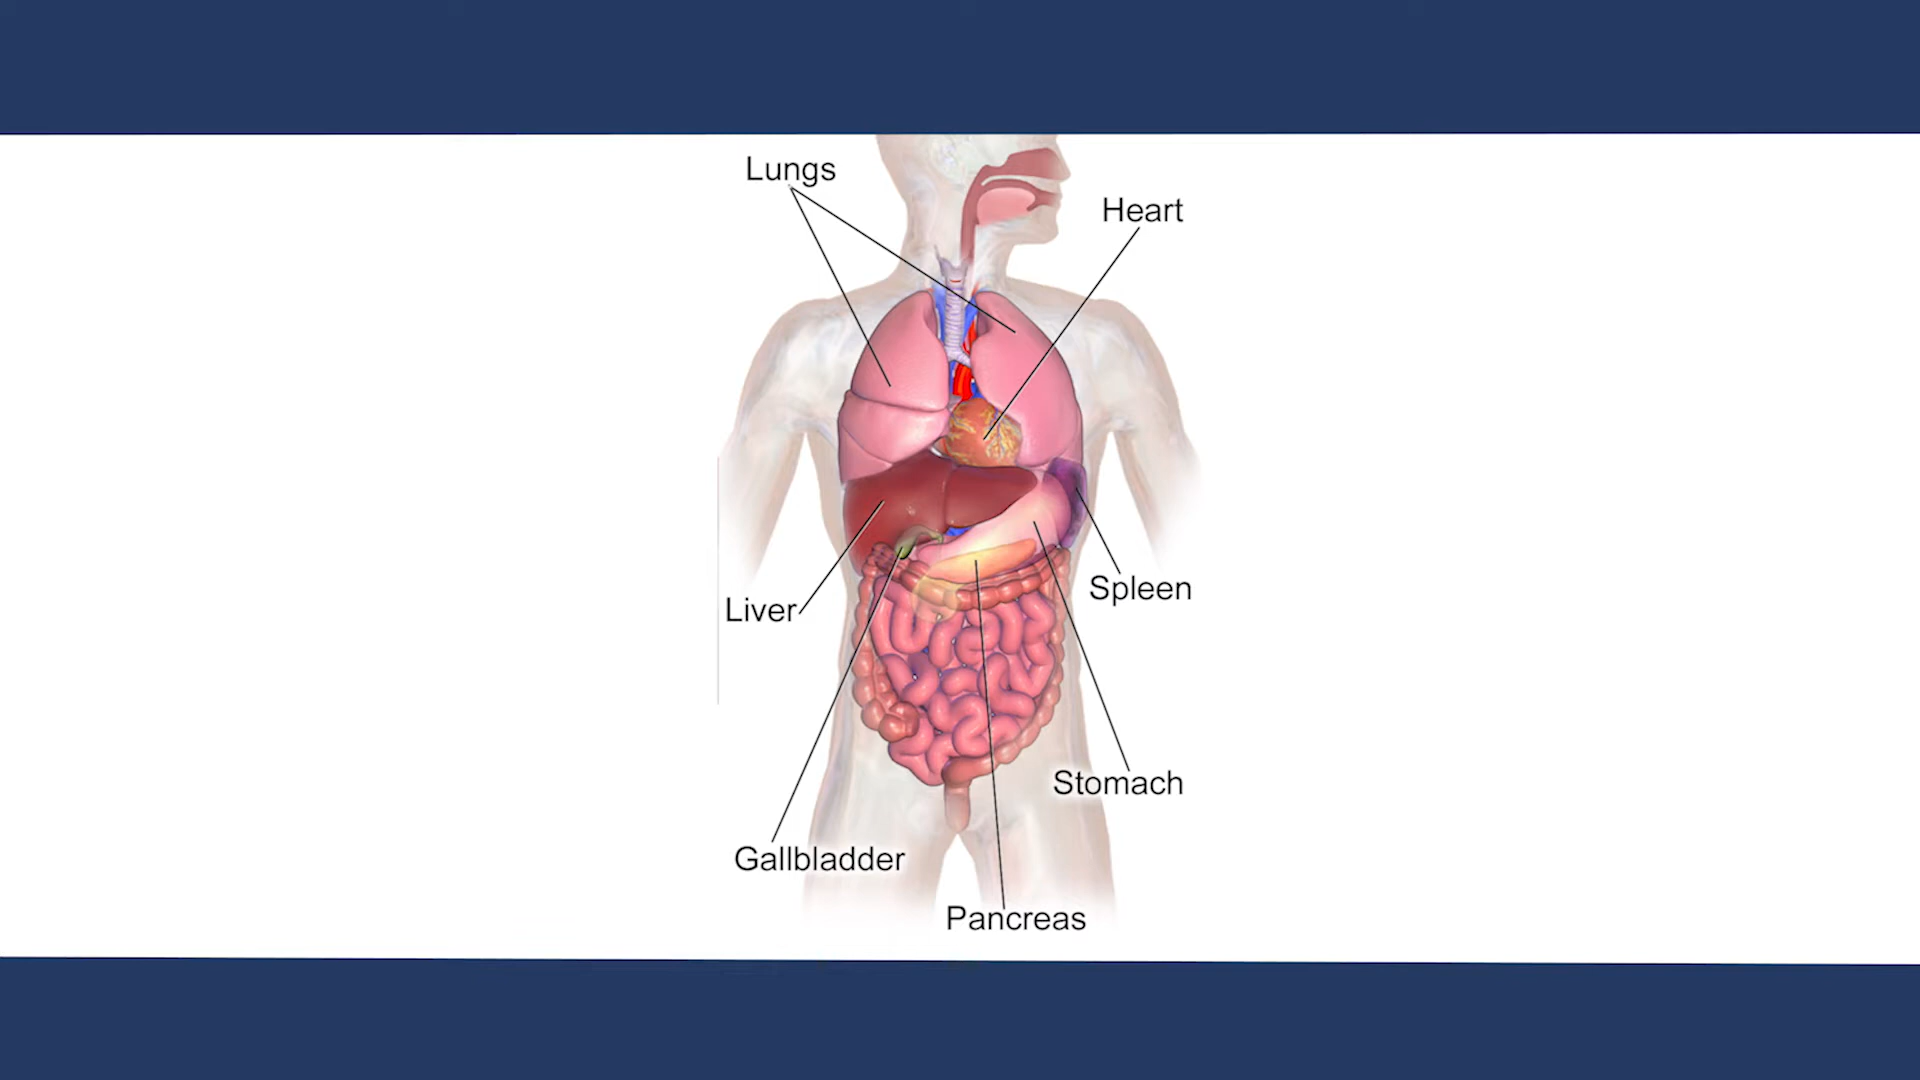 Lungs
Heart
Spleen
Liver
Stomach
Gallbladder
Pancreas